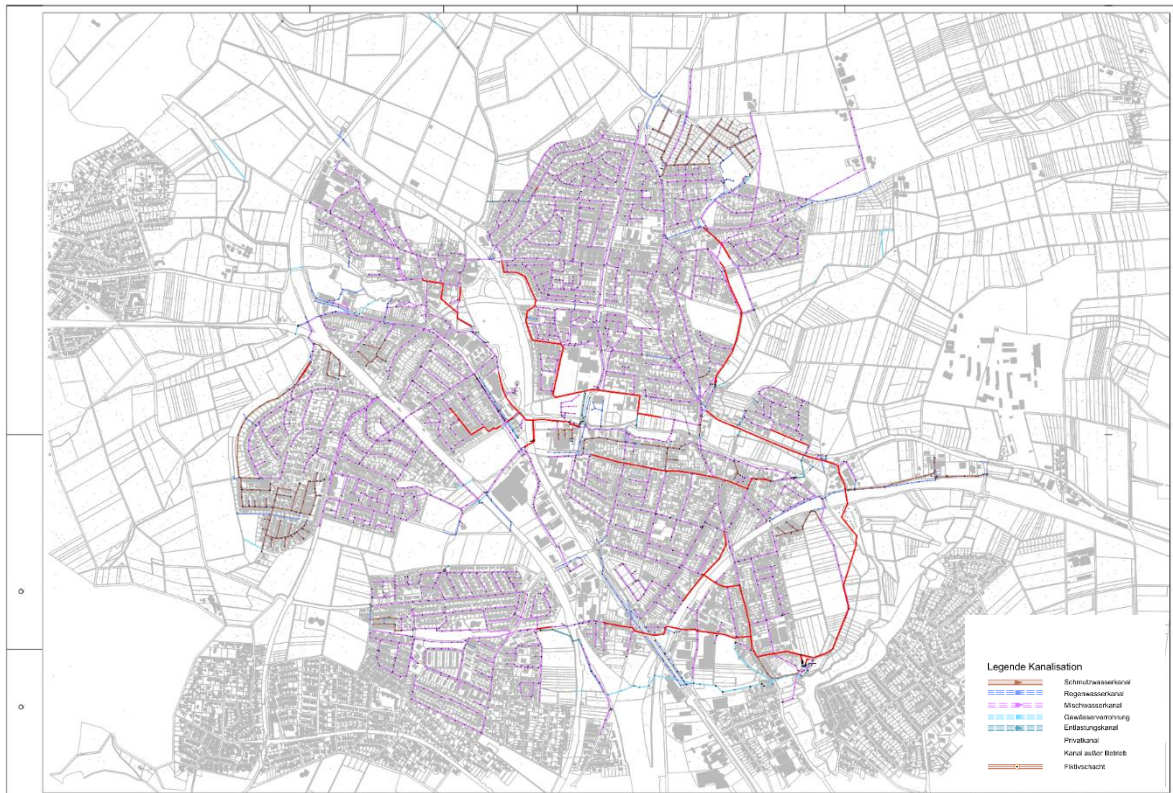 Legende Kanalisation
Schmutzwasserkanal
Regenwasserkanal
Mischwasserkanal
Gewässerverrohrung
Entlastungskanal
Privatkanal
Kanal außer Betrieb
Fiktivschacht